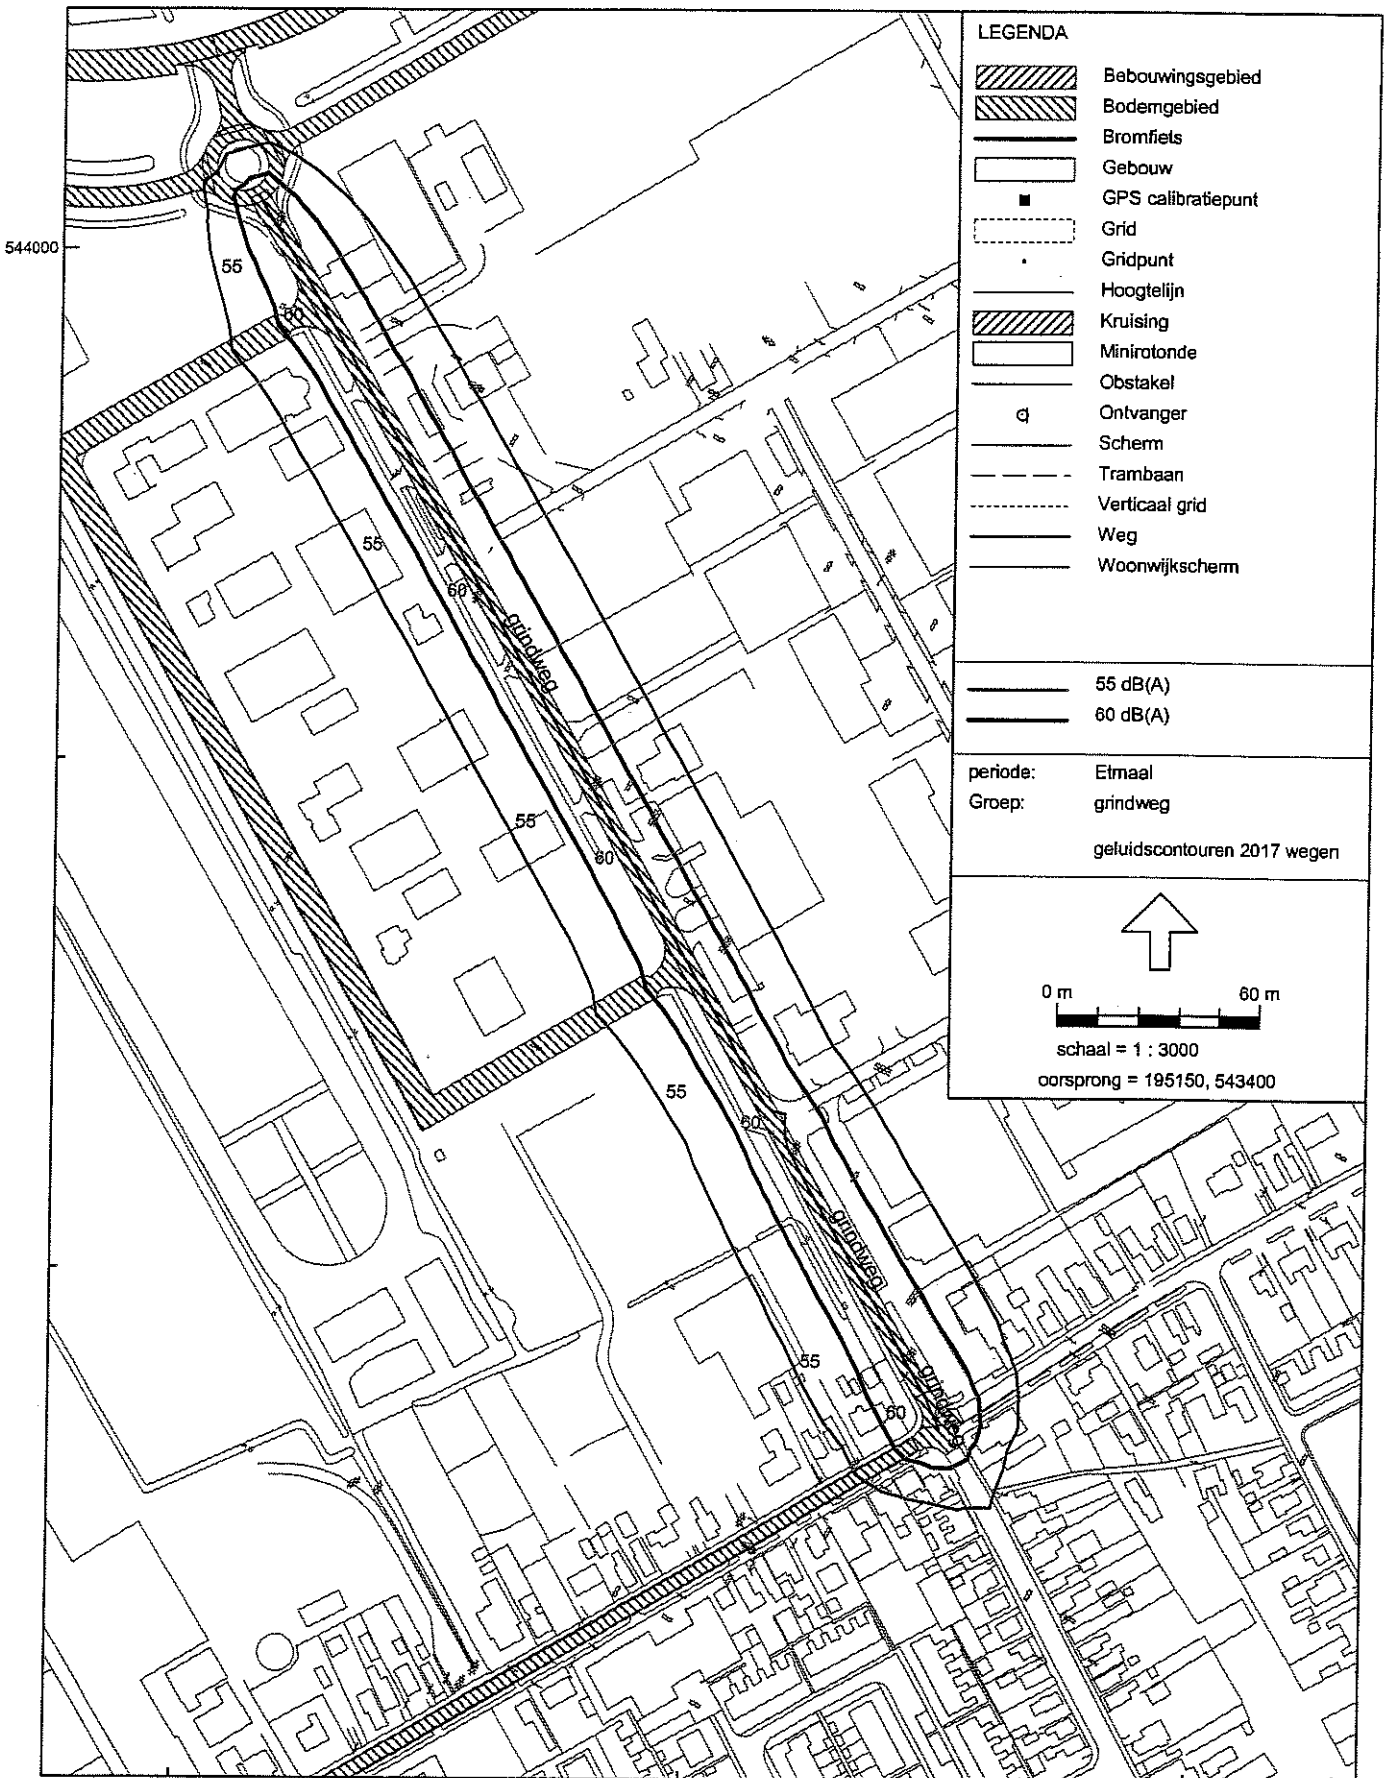 LEGENDA
Bebouwingsgebied
Bodemgebied
Bromfiets
Gebouw
GPS calibratiepunt
Grid
Gridpunt
Hoogtelijn
Kruising
Minirotonde
Obstakel
Ontvanger
Scherm
Trambaan
Verticaal grid
Weg
Woonwijkscherm
55 dB(A)
60 dB(A)
periode: Etmaal
Groep: grindweg
geluidscontouren 2017 wegen
0 m 60 m
schaal = 1 : 3000
oorsprong = 195150, 543400
544000
55
60
55
60
grindweg
55
60
55
60
grindweg
55
grindweg
60